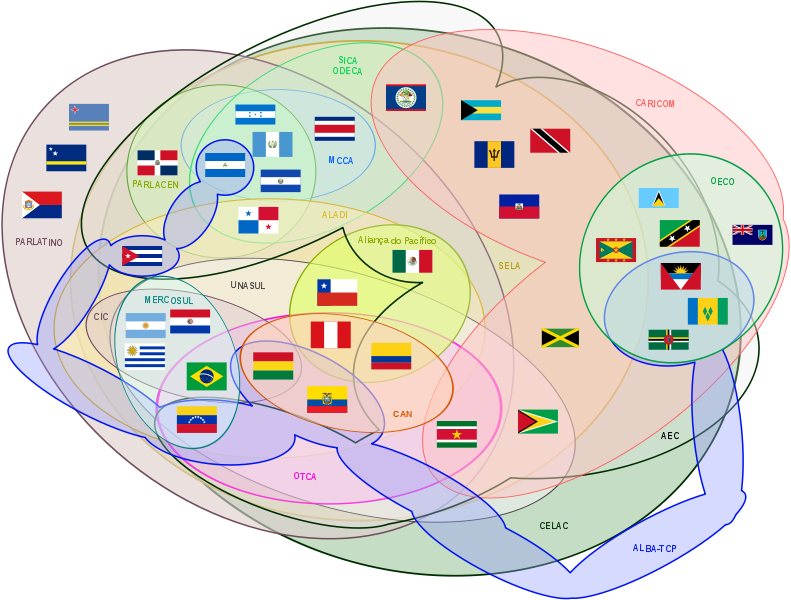 SICA
ODECA
CARICOM
MCCA
PARLACEN
OECO
ALADI
PARLATINO
Aliança do Pacífico
SELA
UNASUL
MERCOSUL
CIC
CAN
AEC
OTCA
CELAC
ALBA-TCP